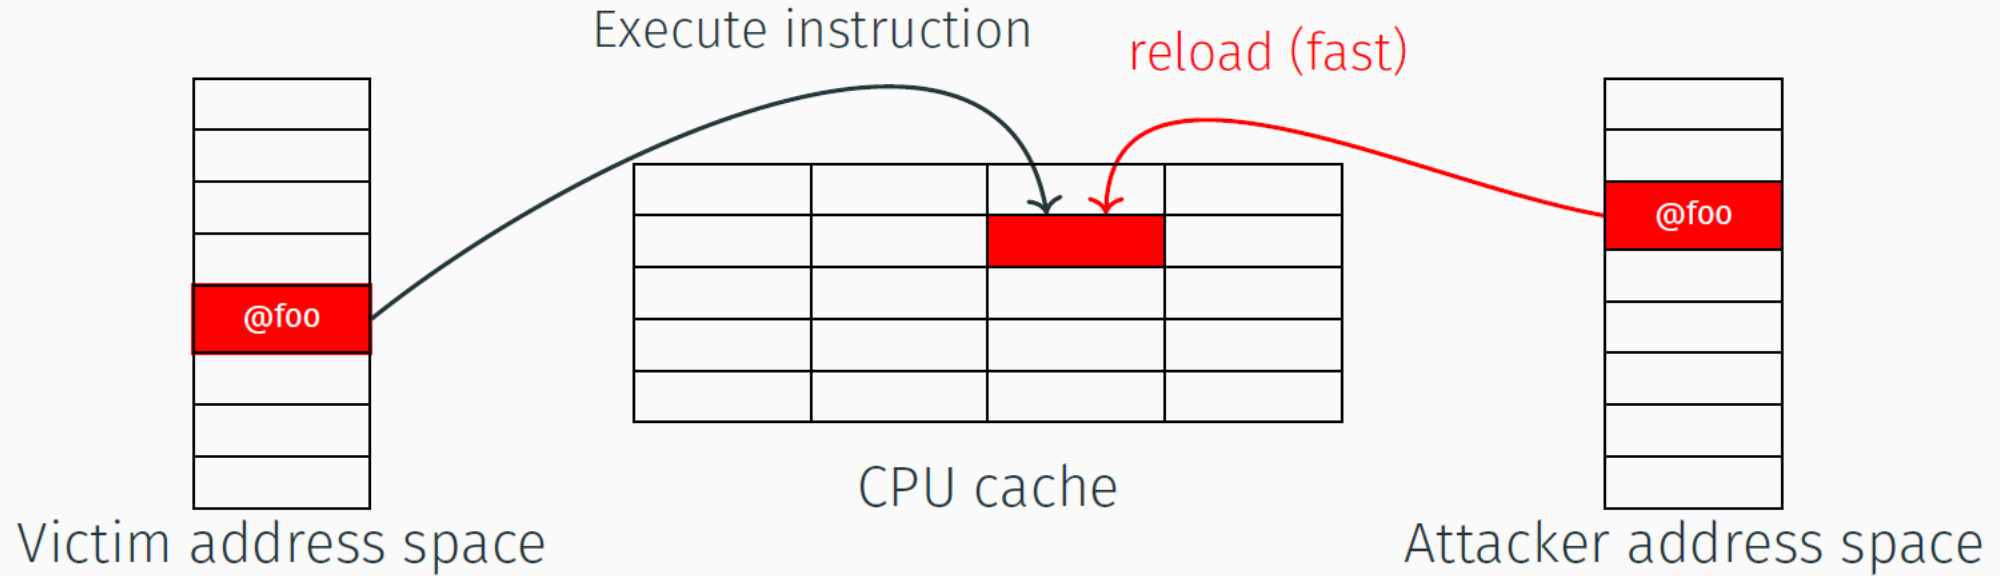 Execute instruction
reload (fast)
@foo
@foo
CPU cache
Victim address space
Attacker address space